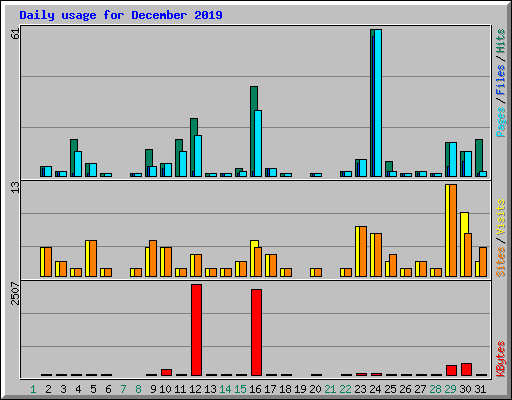 Daily usage for December 2019
61
Pages / Files / Hits
13
Sites / Visits
2507
KBytes
1 2 3 4 5 6 7 8 9 10 11 12 13 14 15 16 17 18 19 20 21 22 23 24 25 26 27 28 29 30 31